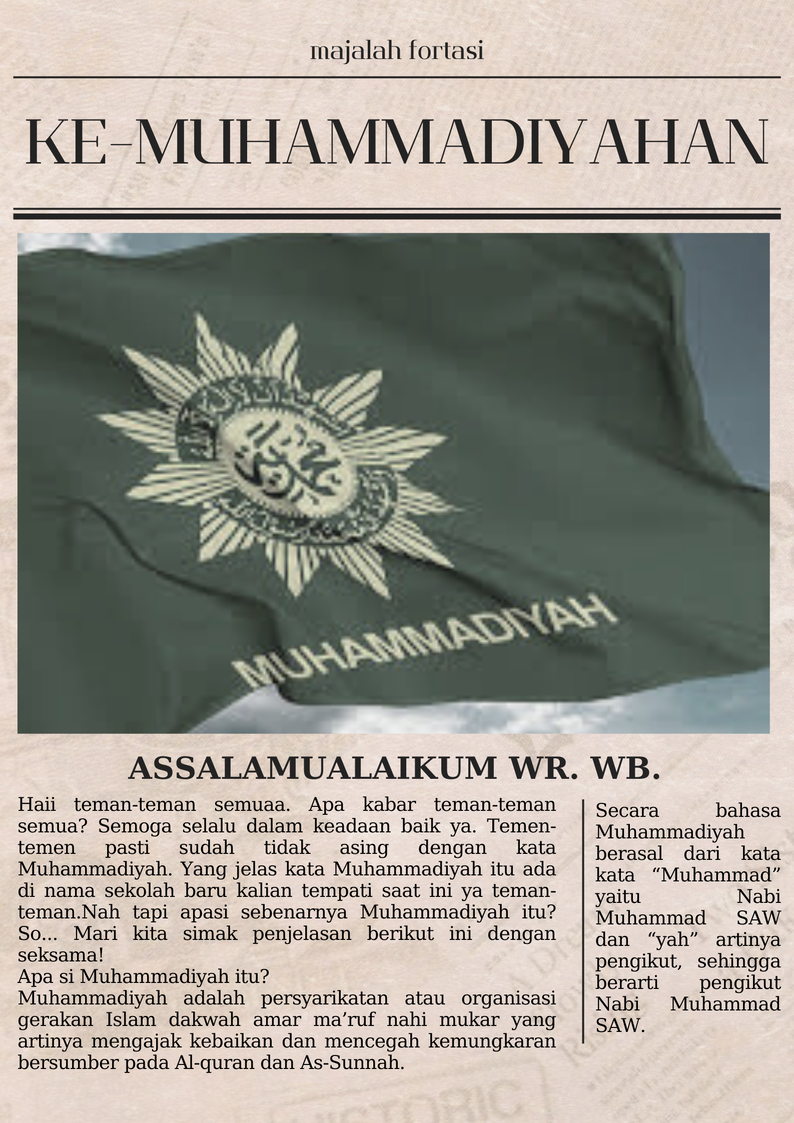 majalah fortasi
KE-MUHAMMADIYAHAN
MUHAMMADIYAH
ASSALAMUALAIKUM WR. WB.
Haii teman-teman semuaa. Apa kabar teman-teman
semua? Semoga selalu dalam keadaan baik ya. Temen-
temen pasti sudah tidak asing dengan kata
Muhammadiyah. Yang jelas kata Muhammadiyah itu ada
di nama sekolah baru kalian tempati saat ini ya teman-
teman.Nah tapi apasi sebenarnya Muhammadiyah itu?
So... Mari kita simak penjelasan berikut ini dengan
seksama!
Apa si Muhammadiyah itu?
Muhammadiyah adalah persyarikatan atau organisasi
gerakan Islam dakwah amar ma’ruf nahi mukar yang
artinya mengajak kebaikan dan mencegah kemungkaran
bersumber pada Al-quran dan As-Sunnah.
Secara bahasa
Muhammadiyah
berasal dari kata
kata “Muhammad”
yaitu Nabi
Muhammad SAW
dan “yah” artinya
pengikut, sehingga
berarti pengikut
Nabi Muhammad
SAW.
HISTORIC